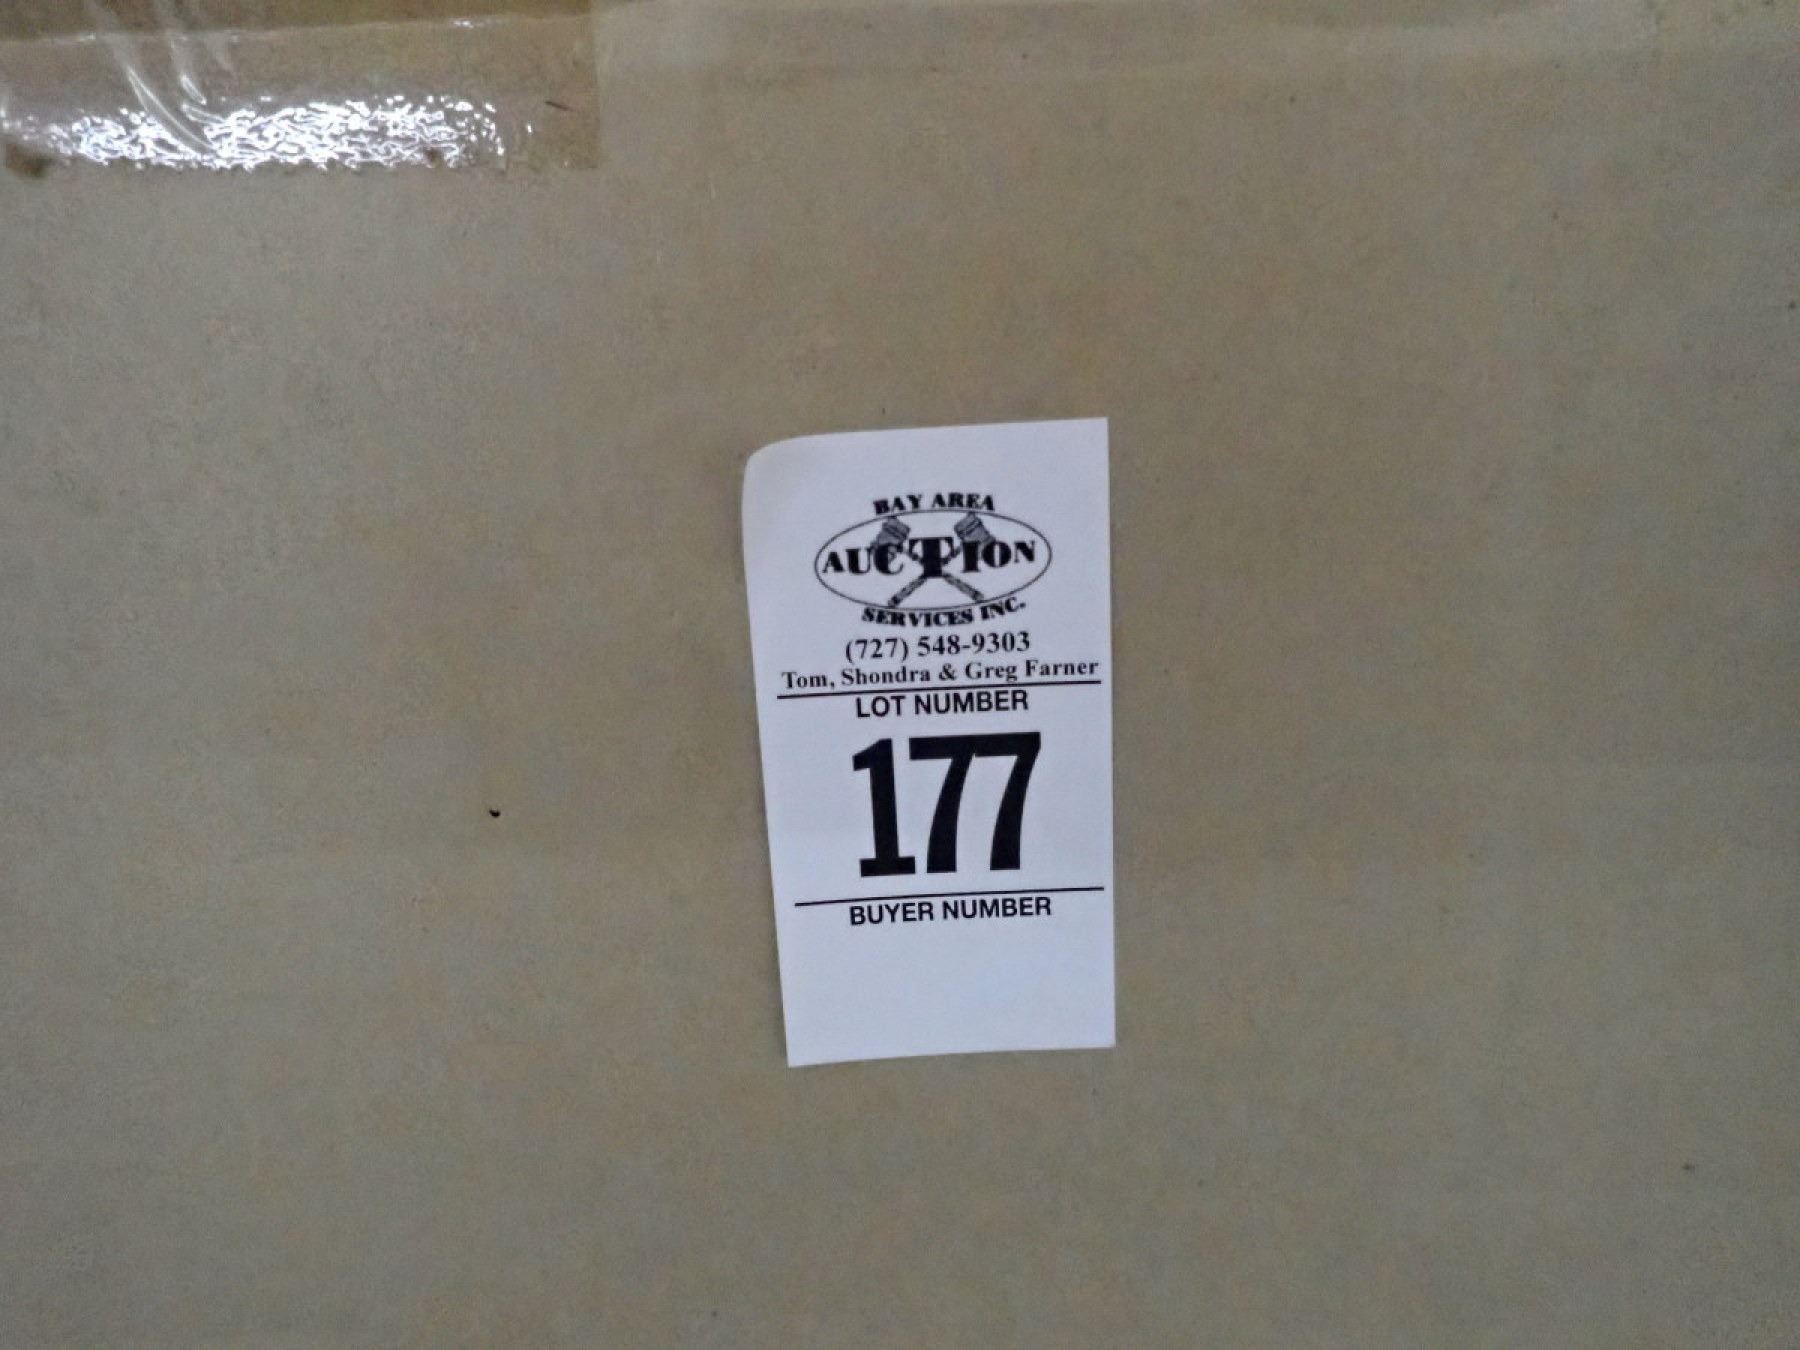 BAY AREA
AUCTION
SERVICES INC.
(727) 548-9303
Tom, Shondra & Greg Farner
LOT NUMBER
177
BUYER NUMBER